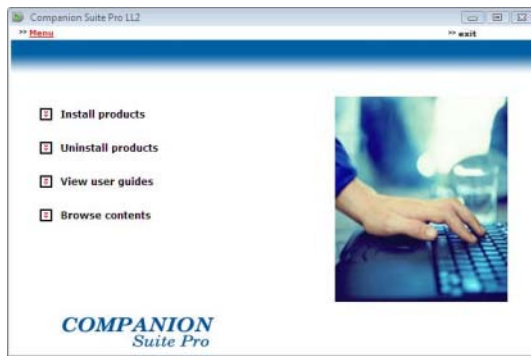 Companion Suite Pro LL2
>> Menu
>> exit
Install products
Uninstall products
View user guides
Browse contents
COMPANION
Suite Pro